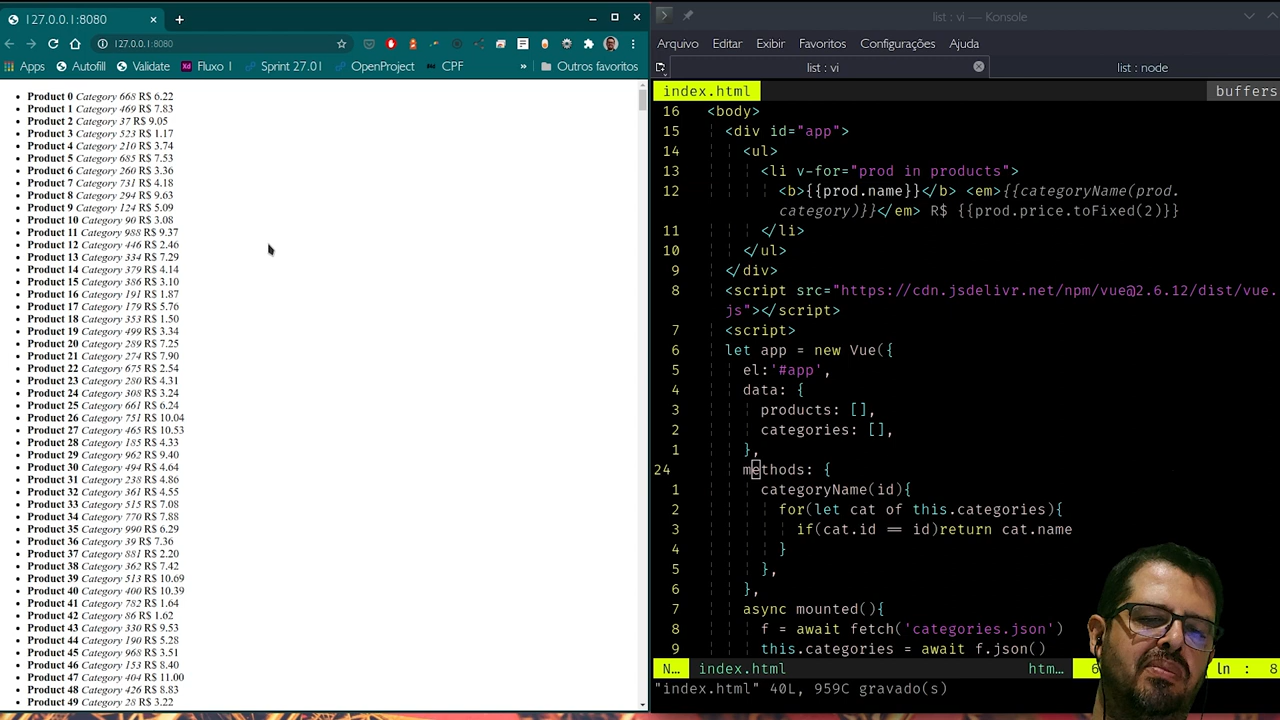 127.0.0.1:8080
127.0.0.1:8080
Apps Autofill Validate Xd Fluxo I Sprint 27.01 OpenProject CPF » Outros favoritos
Product 0 Category 668 R$ 6.22
Product 1 Category 469 R$ 7.83
Product 2 Category 37 R$ 9.05
Product 3 Category 523 R$ 1.17
Product 4 Category 210 R$ 3.74
Product 5 Category 685 R$ 7.53
Product 6 Category 260 R$ 3.36
Product 7 Category 731 R$ 4.18
Product 8 Category 294 R$ 9.63
Product 9 Category 124 R$ 5.09
Product 10 Category 90 R$ 3.08
Product 11 Category 988 R$ 9.37
Product 12 Category 446 R$ 2.46
Product 13 Category 334 R$ 7.29
Product 14 Category 379 R$ 4.14
Product 15 Category 386 R$ 3.10
Product 16 Category 191 R$ 1.87
Product 17 Category 179 R$ 5.76
Product 18 Category 353 R$ 1.50
Product 19 Category 499 R$ 3.34
Product 20 Category 289 R$ 7.25
Product 21 Category 274 R$ 7.90
Product 22 Category 675 R$ 2.54
Product 23 Category 280 R$ 4.31
Product 24 Category 308 R$ 3.24
Product 25 Category 661 R$ 6.24
Product 26 Category 751 R$ 10.04
Product 27 Category 465 R$ 10.53
Product 28 Category 185 R$ 4.33
Product 29 Category 962 R$ 9.40
Product 30 Category 494 R$ 4.64
Product 31 Category 238 R$ 4.86
Product 32 Category 361 R$ 4.55
Product 33 Category 515 R$ 7.08
Product 34 Category 770 R$ 7.88
Product 35 Category 990 R$ 6.29
Product 36 Category 39 R$ 7.36
Product 37 Category 881 R$ 2.20
Product 38 Category 362 R$ 7.42
Product 39 Category 513 R$ 10.69
Product 40 Category 400 R$ 10.39
Product 41 Category 782 R$ 1.64
Product 42 Category 86 R$ 1.62
Product 43 Category 330 R$ 9.53
Product 44 Category 190 R$ 5.28
Product 45 Category 968 R$ 3.51
Product 46 Category 153 R$ 8.40
Product 47 Category 404 R$ 11.00
Product 48 Category 426 R$ 8.83
Product 49 Category 28 R$ 3.22
list : vi — Konsole
Arquivo Editar Exibir Favoritos Configurações Ajuda
list : vi list : node
index.html buffers
16 <body>
15 <div id="app">
14 <ul>
13 <li v-for="prod in products">
12 <b>{{prod.name}}</b> <em>{{categoryName(prod.
category)}}</em> R$ {{prod.price.toFixed(2)}}
11 </li>
10 </ul>
9 </div>
8 <script src="https://cdn.jsdelivr.net/npm/vue@2.6.12/dist/vue.
js"></script>
7 <script>
6 let app = new Vue({
5 el:'#app',
4 data: {
3 products: [],
2 categories: [],
1 },
24 methods: {
1 categoryName(id){
2 for(let cat of this.categories){
3 if(cat.id == id)return cat.name
4 }
5 },
6 },
7 async mounted(){
8 f = await fetch('categories.json')
9 this.categories = await f.json()
N… index.html htm… 6 ln : 8
"index.html" 40L, 959C gravado(s)